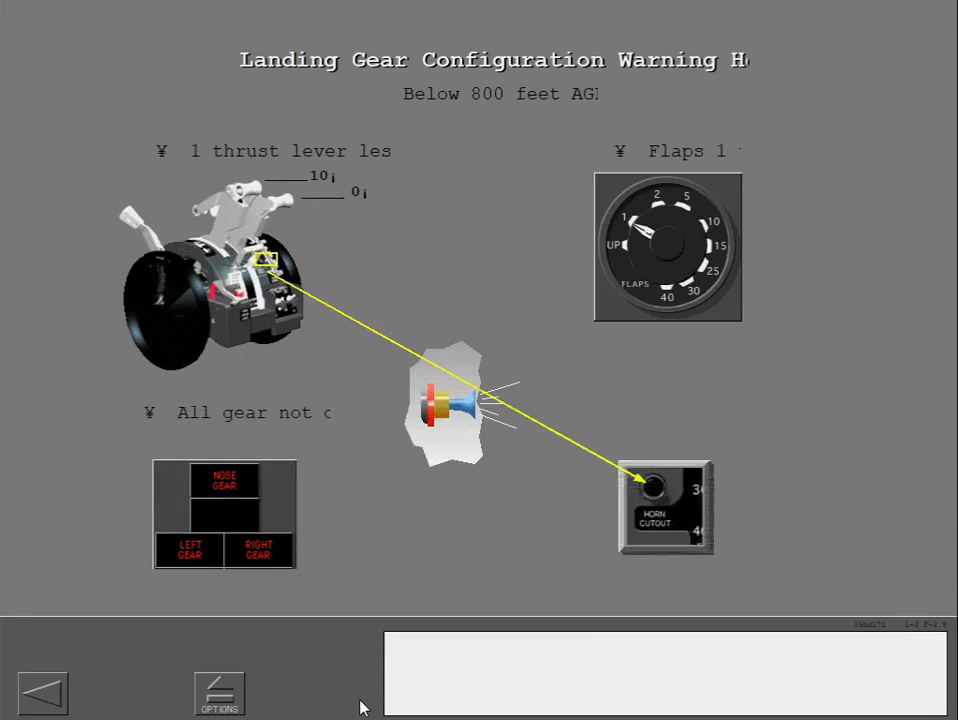 Landing Gear Configuration Warning H
Below 800 feet AG
¥ 1 thrust lever les
¥ Flaps 1
10¡
0¡
1
2
5
10
15
25
30
40
UP
FLAPS
¥ All gear not
NOSE
GEAR
LEFT
GEAR
RIGHT
GEAR
HORN
CUTOUT
OPTIONS